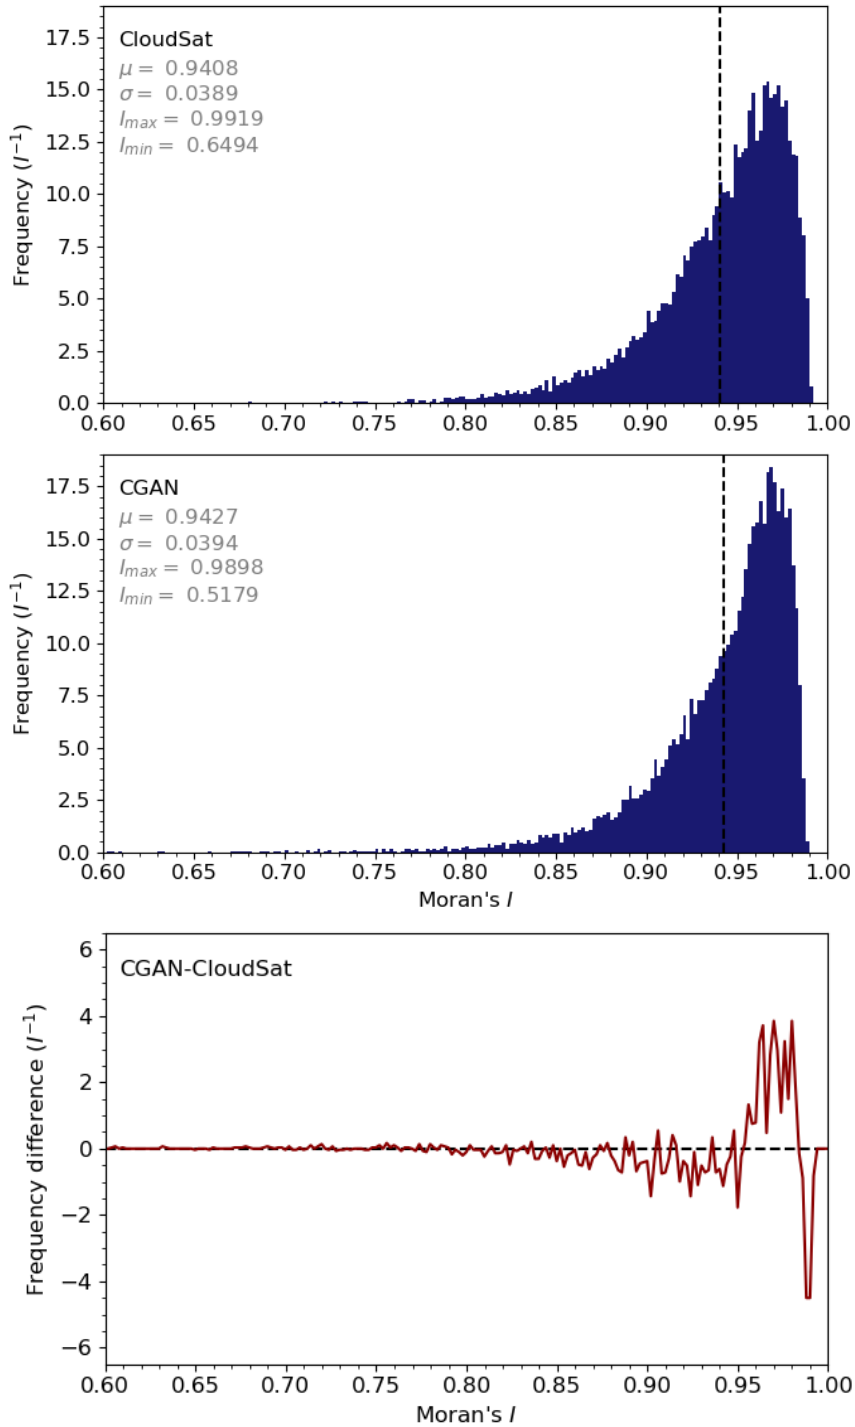 CloudSat
μ = 0.9408
σ = 0.0389
I_max = 0.9919
I_min = 0.6494
Frequency (I⁻¹)
17.5
15.0
12.5
10.0
7.5
5.0
2.5
0.0
0.60 0.65 0.70 0.75 0.80 0.85 0.90 0.95 1.00
CGAN
μ = 0.9427
σ = 0.0394
I_max = 0.9898
I_min = 0.5179
Frequency (I⁻¹)
17.5
15.0
12.5
10.0
7.5
5.0
2.5
0.0
0.60 0.65 0.70 0.75 0.80 0.85 0.90 0.95 1.00
Moran's I
CGAN-CloudSat
Frequency difference (I⁻¹)
6
4
2
0
−2
−4
−6
0.60 0.65 0.70 0.75 0.80 0.85 0.90 0.95 1.00
Moran's I